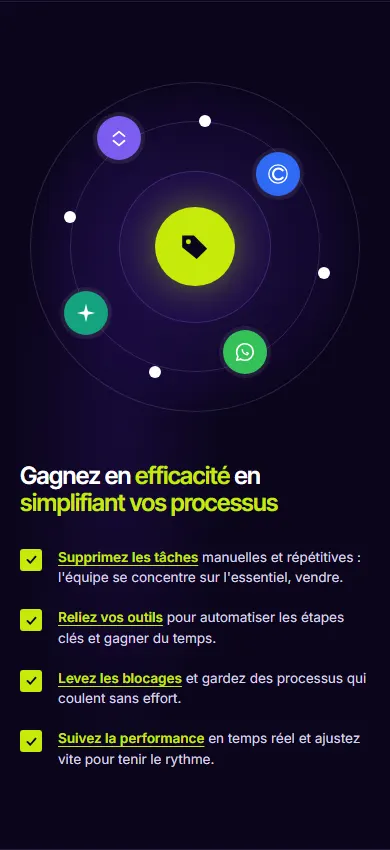 Gagnez en efficacité en
simplifiant vos processus
Supprimez les tâches manuelles et répétitives :
l'équipe se concentre sur l'essentiel, vendre.
Reliez vos outils pour automatiser les étapes
clés et gagner du temps.
Levez les blocages et gardez des processus qui
coulent sans effort.
Suivez la performance en temps réel et ajustez
vite pour tenir le rythme.